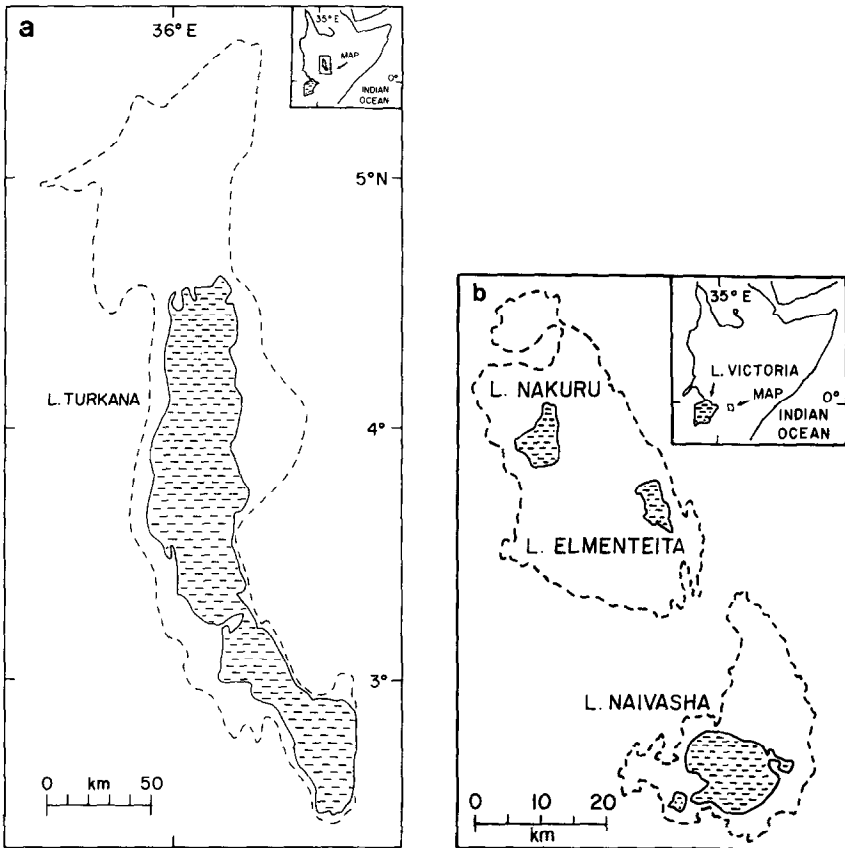 a
36° E
35° E
MAP
0°
INDIAN
OCEAN
5° N
L. TURKANA
4°
3°
0 km 50
b
35° E
L. VICTORIA
MAP
0°
INDIAN
OCEAN
L. NAKURU
L. ELMENTEITA
L. NAIVASHA
0 10 20
km